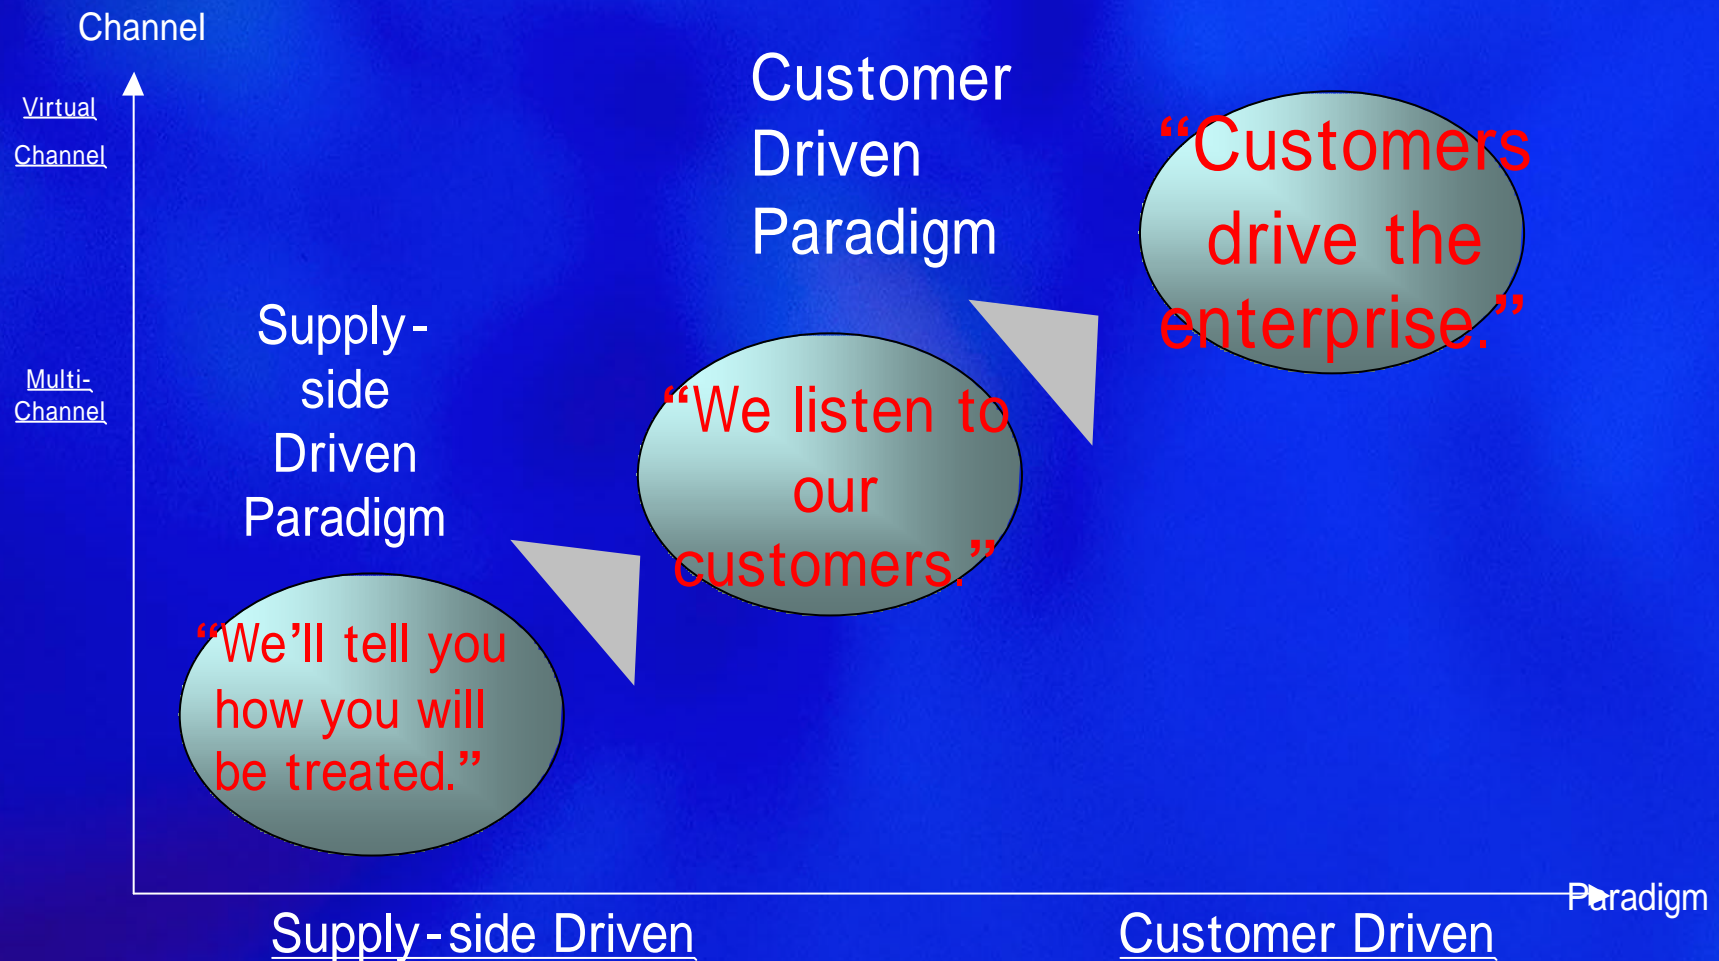 Channel
Virtual
Channel
Multi-
Channel
Supply-
side
Driven
Paradigm
Customer
Driven
Paradigm
“We’ll tell you
how you will
be treated.”
“We listen to
our
customers.”
“Customers
drive the
enterprise.”
Paradigm
Supply-side Driven
Customer Driven